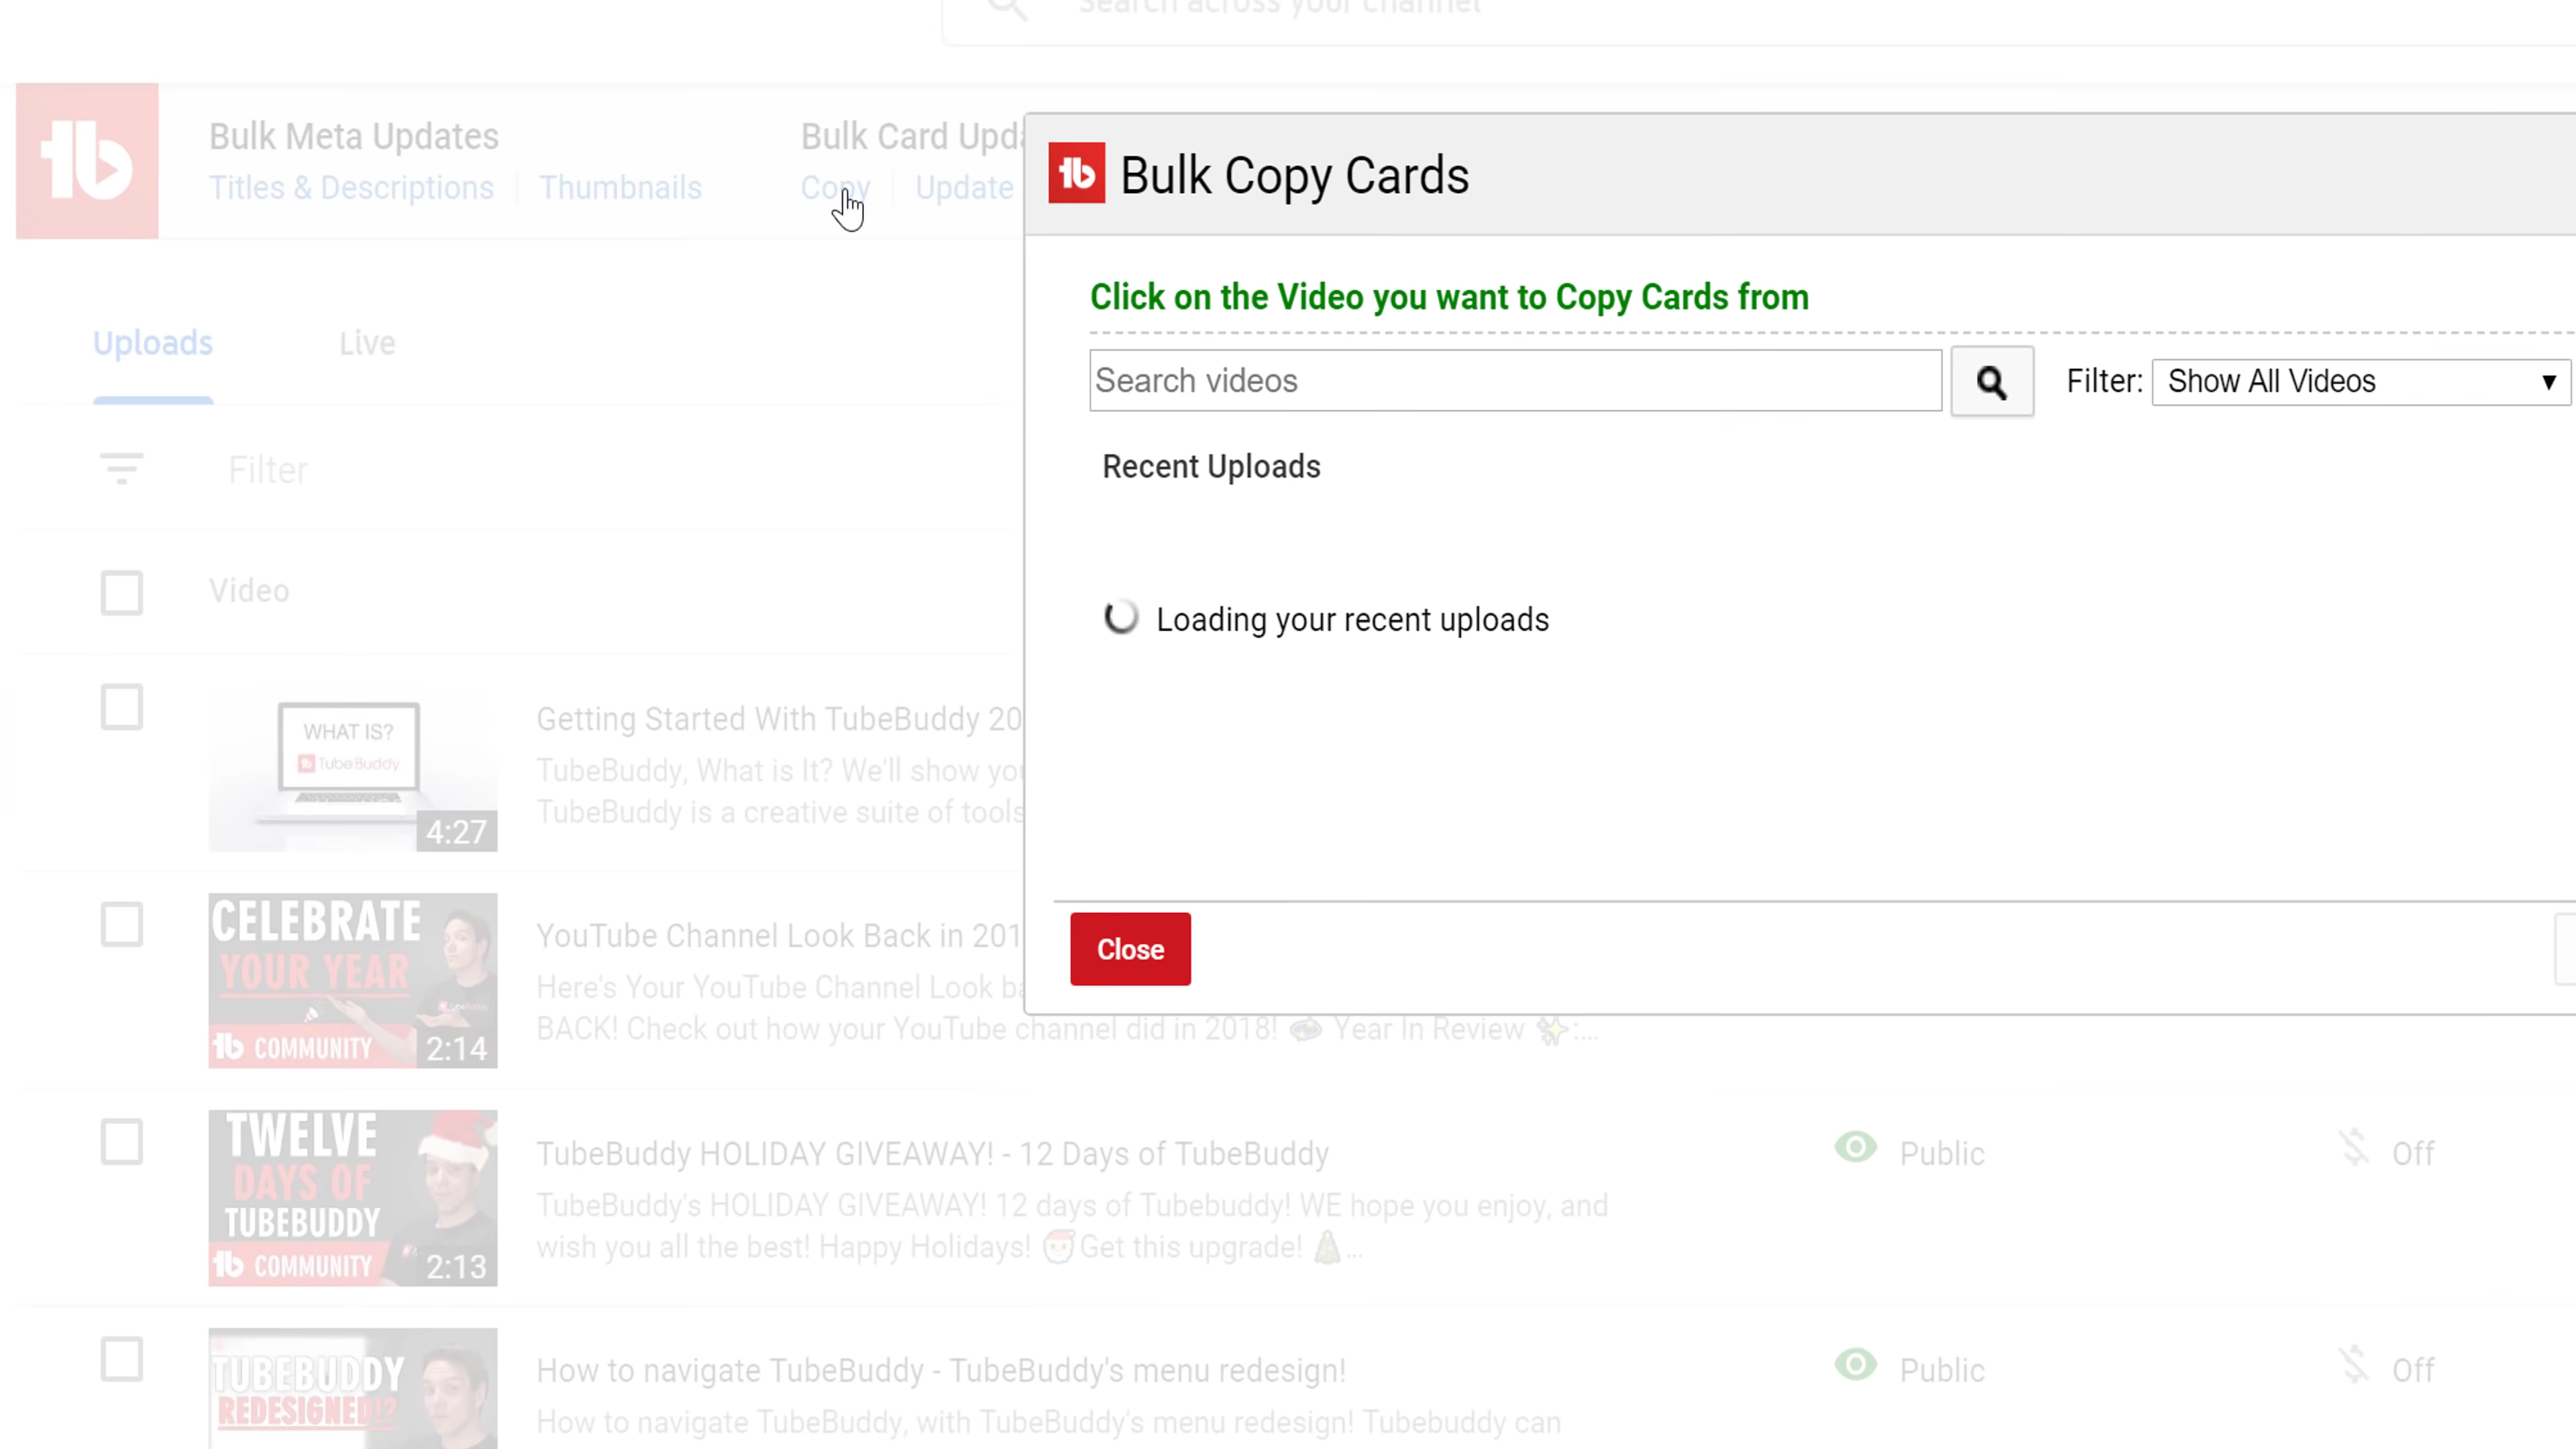 Search across your channel
Bulk Meta Updates
Titles & Descriptions
Thumbnails
Bulk Card Upda
Copy
Update
Bulk Copy Cards
Click on the Video you want to Copy Cards from
Search videos
Filter:
Show All Videos
Recent Uploads
Loading your recent uploads
Close
Uploads
Live
Filter
Video
WHAT IS?
TubeBuddy
4:27
Getting Started With TubeBuddy 20
TubeBuddy, What is It? We'll show you
TubeBuddy is a creative suite of tools
CELEBRATE
YOUR YEAR
COMMUNITY
2:14
YouTube Channel Look Back in 201
Here's Your YouTube Channel Look ba
BACK! Check out how your YouTube channel did in 2018! 👏 Year In Review ✨:...
TWELVE
DAYS OF
TUBEBUDDY
COMMUNITY
2:13
TubeBuddy HOLIDAY GIVEAWAY! - 12 Days of TubeBuddy
TubeBuddy's HOLIDAY GIVEAWAY! 12 days of Tubebuddy! WE hope you enjoy, and
wish you all the best! Happy Holidays! 🎅Get this upgrade! 🎄...
Public
Off
TUBEBUDDY
REDESIGNED!?
How to navigate TubeBuddy - TubeBuddy's menu redesign!
How to navigate TubeBuddy, with TubeBuddy's menu redesign! Tubebuddy can
Public
Off